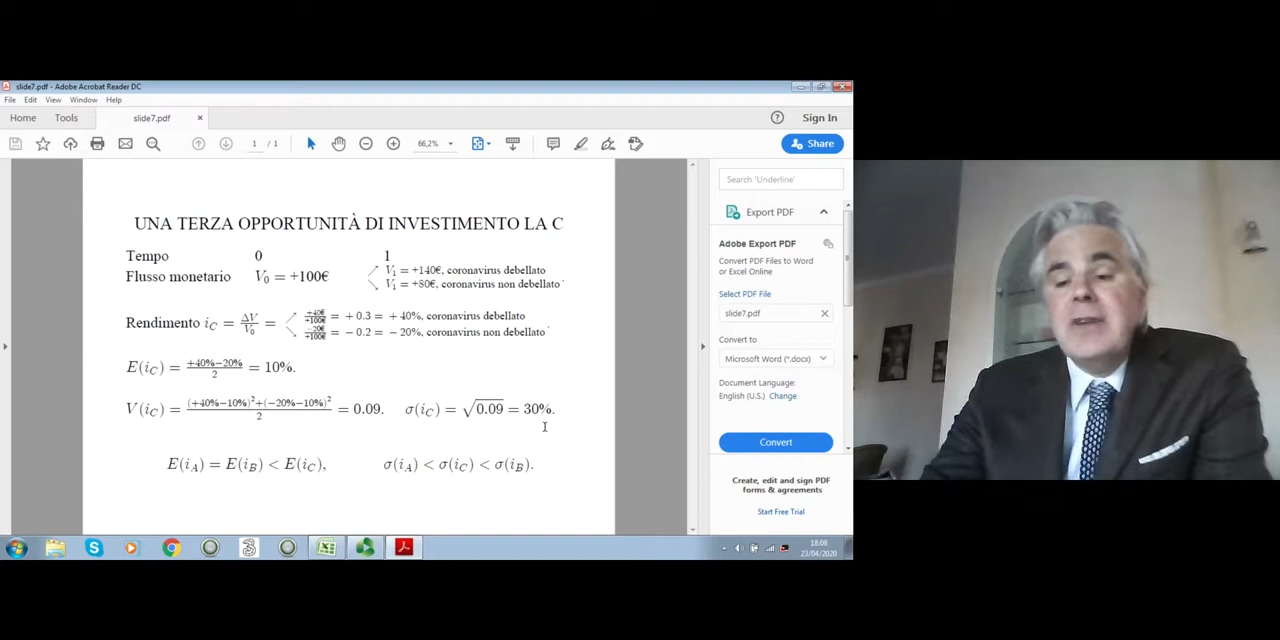 slide7.pdf - Adobe Acrobat Reader DC
File Edit View Window Help
Home Tools slide7.pdf × ? Sign In
1 / 1 66,2% Share
UNA TERZA OPPORTUNITÀ DI INVESTIMENTO LA C
Tempo 0 1
Flusso monetario V₀ = +100€ V₁ = +140€, coronavirus debellato
V₁ = +80€, coronavirus non debellato
Rendimento i_C = ΔV/V₀ = +40€/+100€ = + 0.3 = + 40%, coronavirus debellato
−20€/+100€ = − 0.2 = − 20%, coronavirus non debellato
E(i_C) = +40%−20%/2 = 10%.
V(i_C) = (+40%−10%)²+(−20%−10%)²/2 = 0.09. σ(i_C) = √0.09 = 30%.
E(i_A) = E(i_B) < E(i_C), σ(i_A) < σ(i_C) < σ(i_B).
Search 'Underline'
Export PDF
Adobe Export PDF
Convert PDF Files to Word
or Excel Online
Select PDF File
slide7.pdf ×
Convert to
Microsoft Word (*.docx)
Document Language:
English (U.S.) Change
Convert
Create, edit and sign PDF
forms & agreements
Start Free Trial
18:08
23/04/2020